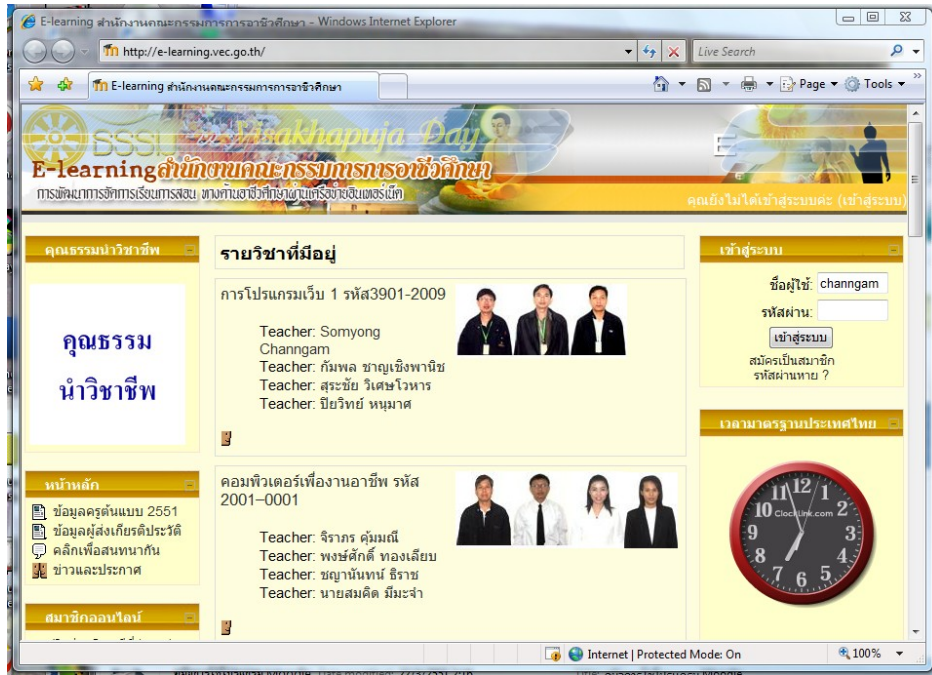 E-learning สำนักงานคณะกรรมการการอาชีวศึกษา - Windows Internet Explorer
http://e-learning.vec.go.th/
Live Search
E-learning สำนักงานคณะกรรมการการอาชีวศึกษา
Page
Tools
Visakhapuja Day
E-learningสำนักงานคณะกรรมการการอาชีวศึกษา
การพัฒนาการจัดการเรียนการสอน ทางด้านอาชีวศึกษาผ่านเครือข่ายอินเทอร์เน็ต
คุณยังไม่ได้เข้าสู่ระบบค่ะ (เข้าสู่ระบบ)
คุณธรรมนำวิชาชีพ
คุณธรรม
นำวิชาชีพ
หน้าหลัก
ข้อมูลครูต้นแบบ 2551
ข้อมูลผู้ส่งเกียรติประวัติ
คลิกเพื่อสนทนากัน
ข่าวและประกาศ
สมาชิกออนไลน์
รายวิชาที่มีอยู่
การโปรแกรมเว็บ 1 รหัส3901-2009
Teacher: Somyong
Channgam
Teacher: กัมพล ชาญเชิงพานิช
Teacher: สุระชัย วิเศษโวหาร
Teacher: ปิยวิทย์ หนุมาศ
คอมพิวเตอร์เพื่องานอาชีพ รหัส
2001–0001
Teacher: จิราภร คุ้มมณี
Teacher: พงษ์ศักดิ์ ทองเลียบ
Teacher: ชญานันทน์ ธิราช
Teacher: นายสมคิด มีมะจำ
เข้าสู่ระบบ
ชื่อผู้ใช้: channgam
รหัสผ่าน:
เข้าสู่ระบบ
สมัครเป็นสมาชิก
รหัสผ่านหาย ?
เวลามาตรฐานประเทศไทย
11 12 1
10 ClockLink.com 2
9 3
8 4
7 6 5
Internet | Protected Mode: On
100%